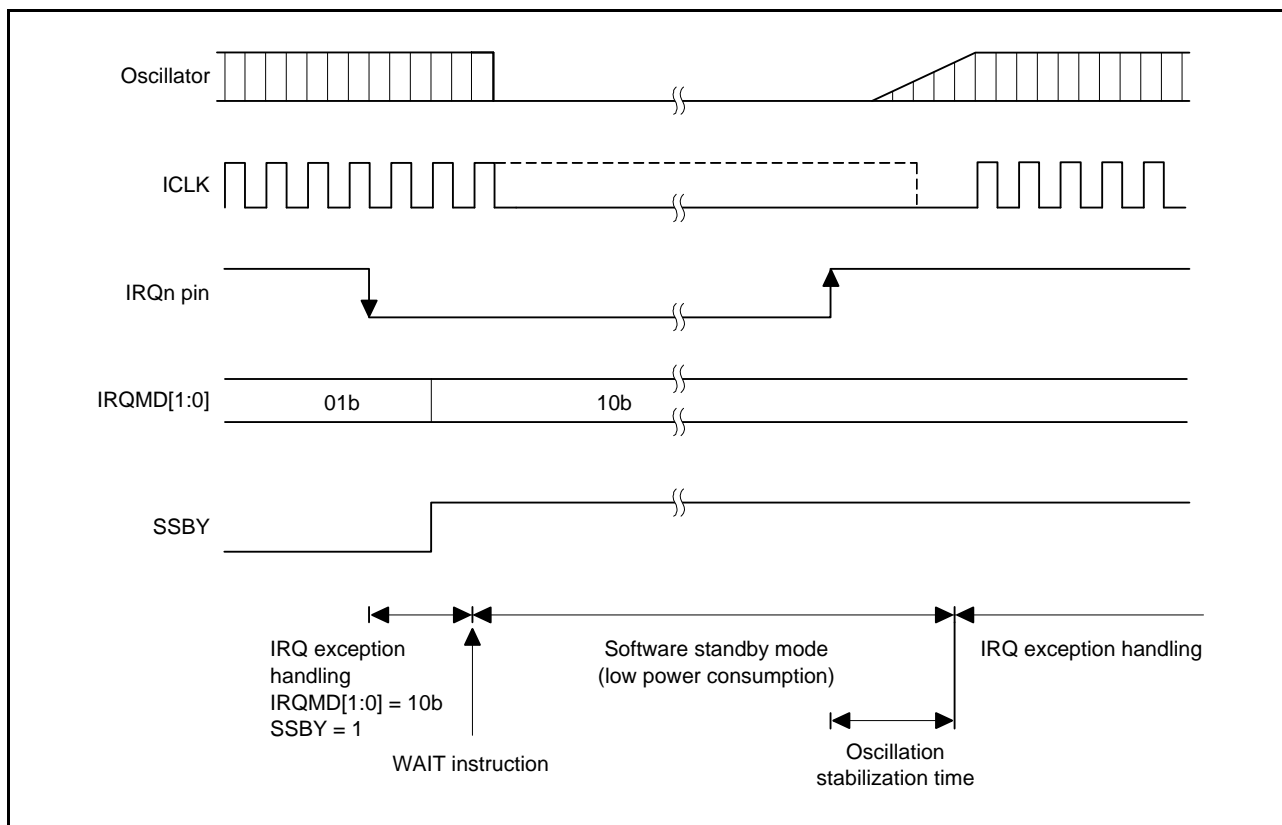 Oscillator
ICLK
IRQn pin
IRQMD[1:0]
01b
10b
SSBY
IRQ exception
handling
IRQMD[1:0] = 10b
SSBY = 1
WAIT instruction
Software standby mode
(low power consumption)
Oscillation
stabilization time
IRQ exception handling